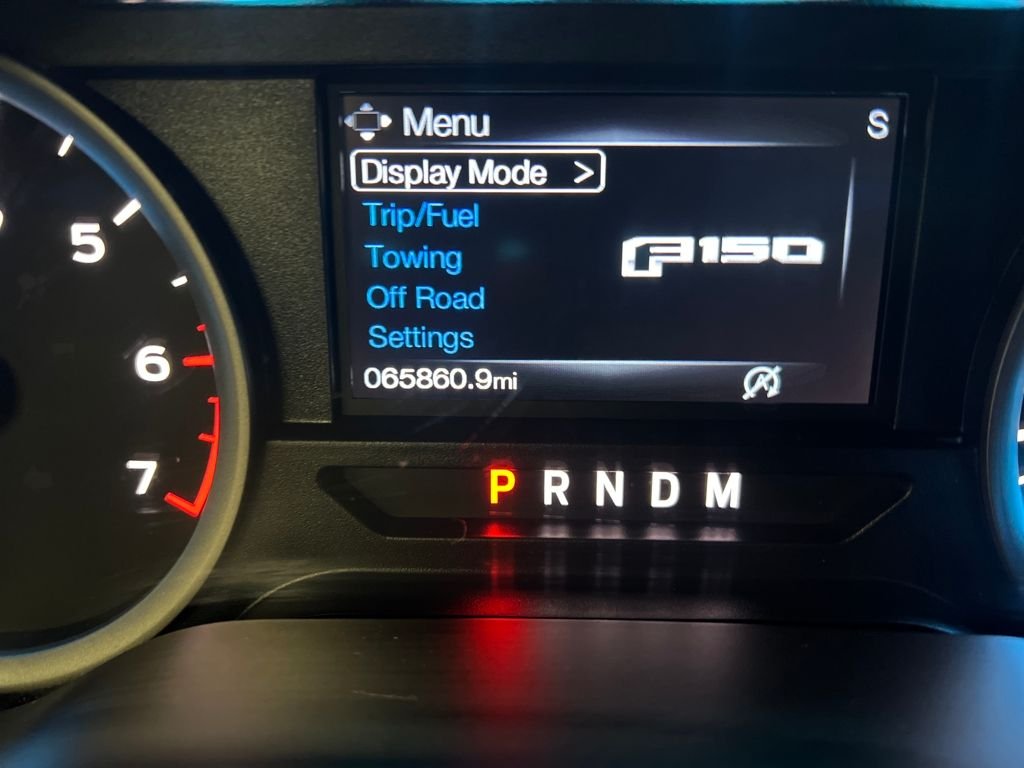 Menu
S
Display Mode >
Trip/Fuel
Towing
F150
Off Road
Settings
065860.9mi
A
5
6
7
P R N D M